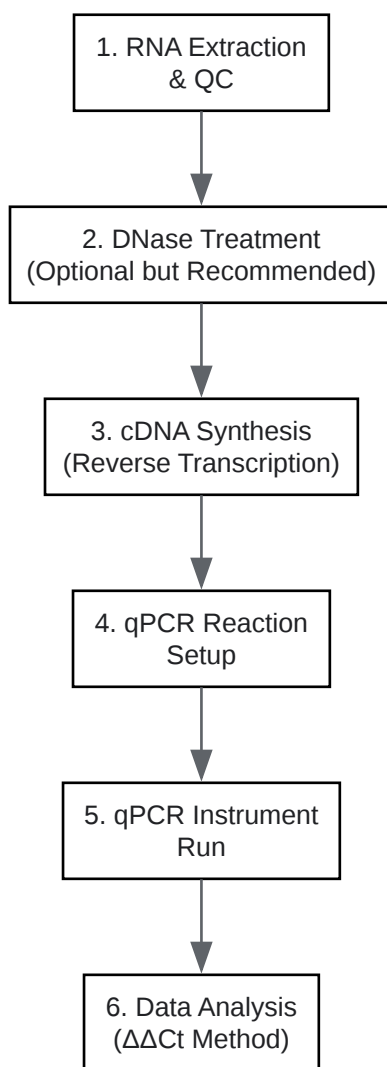 1. RNA Extraction
& QC
2. DNase Treatment
(Optional but Recommended)
3. cDNA Synthesis
(Reverse Transcription)
4. qPCR Reaction
Setup
5. qPCR Instrument
Run
6. Data Analysis
(ΔΔCt Method)